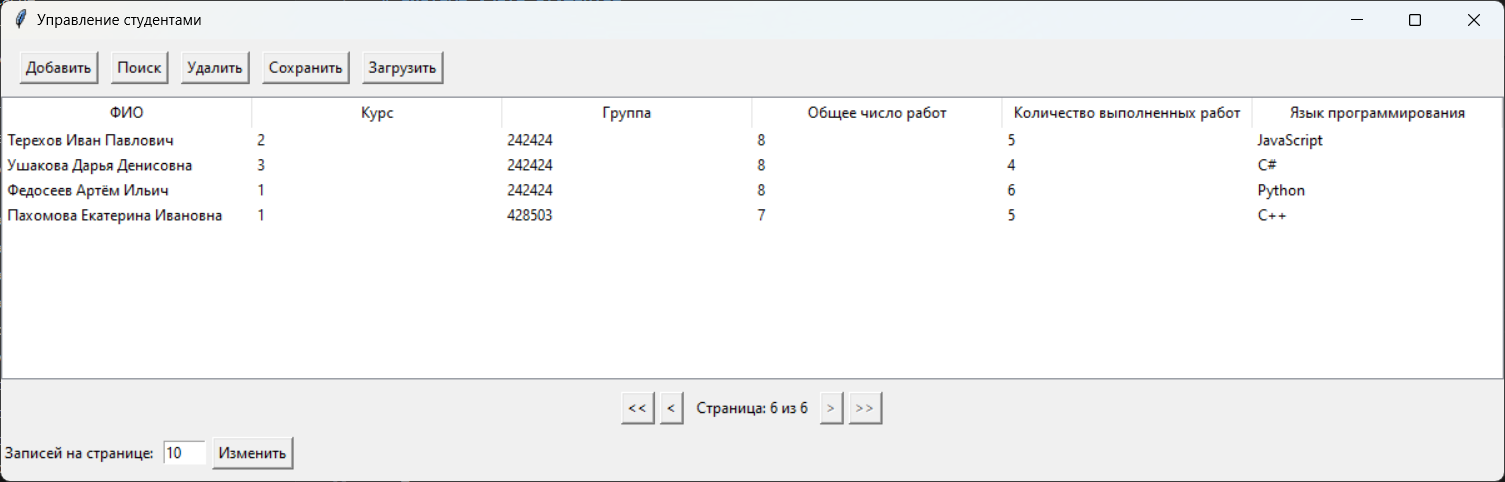 Управление студентами
Добавить Поиск Удалить Сохранить Загрузить
ФИО Курс Группа Общее число работ Количество выполненных работ Язык программирования
Терехов Иван Павлович 2 242424 8 5 JavaScript
Ушакова Дарья Денисовна 3 242424 8 4 C#
Федосеев Артём Ильич 1 242424 8 6 Python
Пахомова Екатерина Ивановна 1 428503 7 5 C++
<< < Страница: 6 из 6 > >>
Записей на странице: 10 Изменить